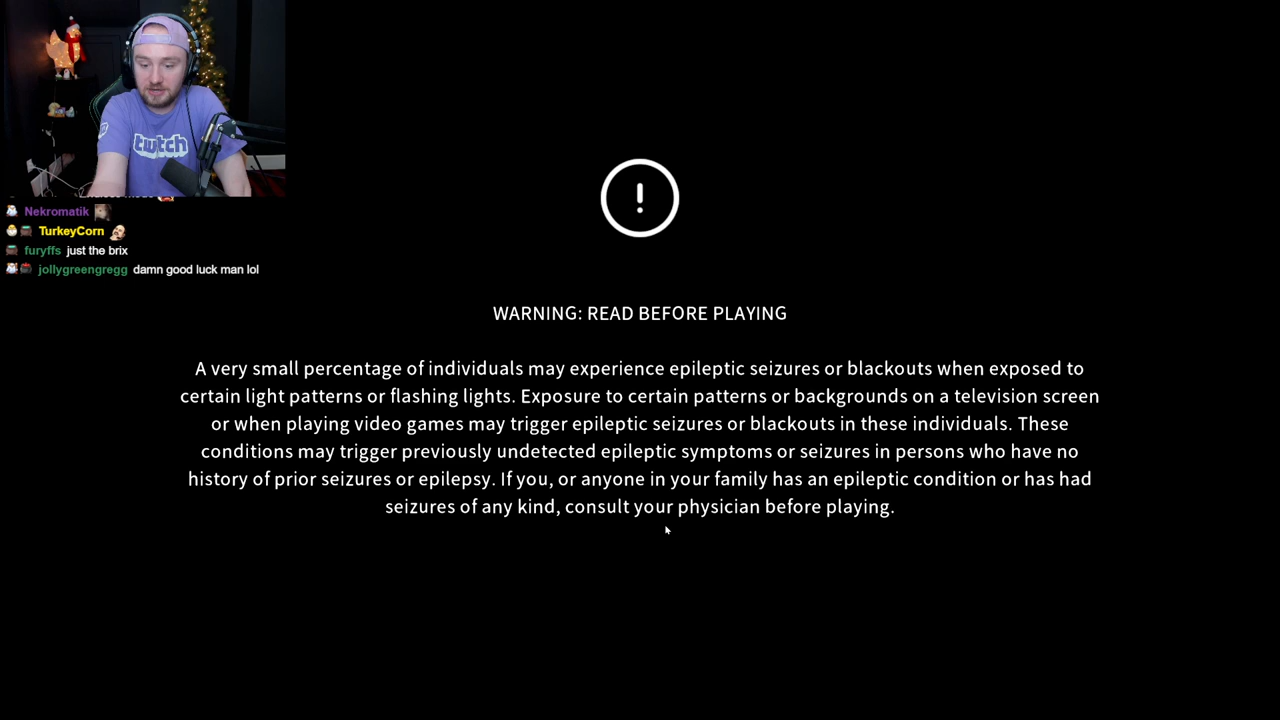 twitch
Nekromatik
TurkeyCorn
furyffs just the brix
jollygreengregg damn good luck man lol
WARNING: READ BEFORE PLAYING
A very small percentage of individuals may experience epileptic seizures or blackouts when exposed to
certain light patterns or flashing lights. Exposure to certain patterns or backgrounds on a television screen
or when playing video games may trigger epileptic seizures or blackouts in these individuals. These
conditions may trigger previously undetected epileptic symptoms or seizures in persons who have no
history of prior seizures or epilepsy. If you, or anyone in your family has an epileptic condition or has had
seizures of any kind, consult your physician before playing.